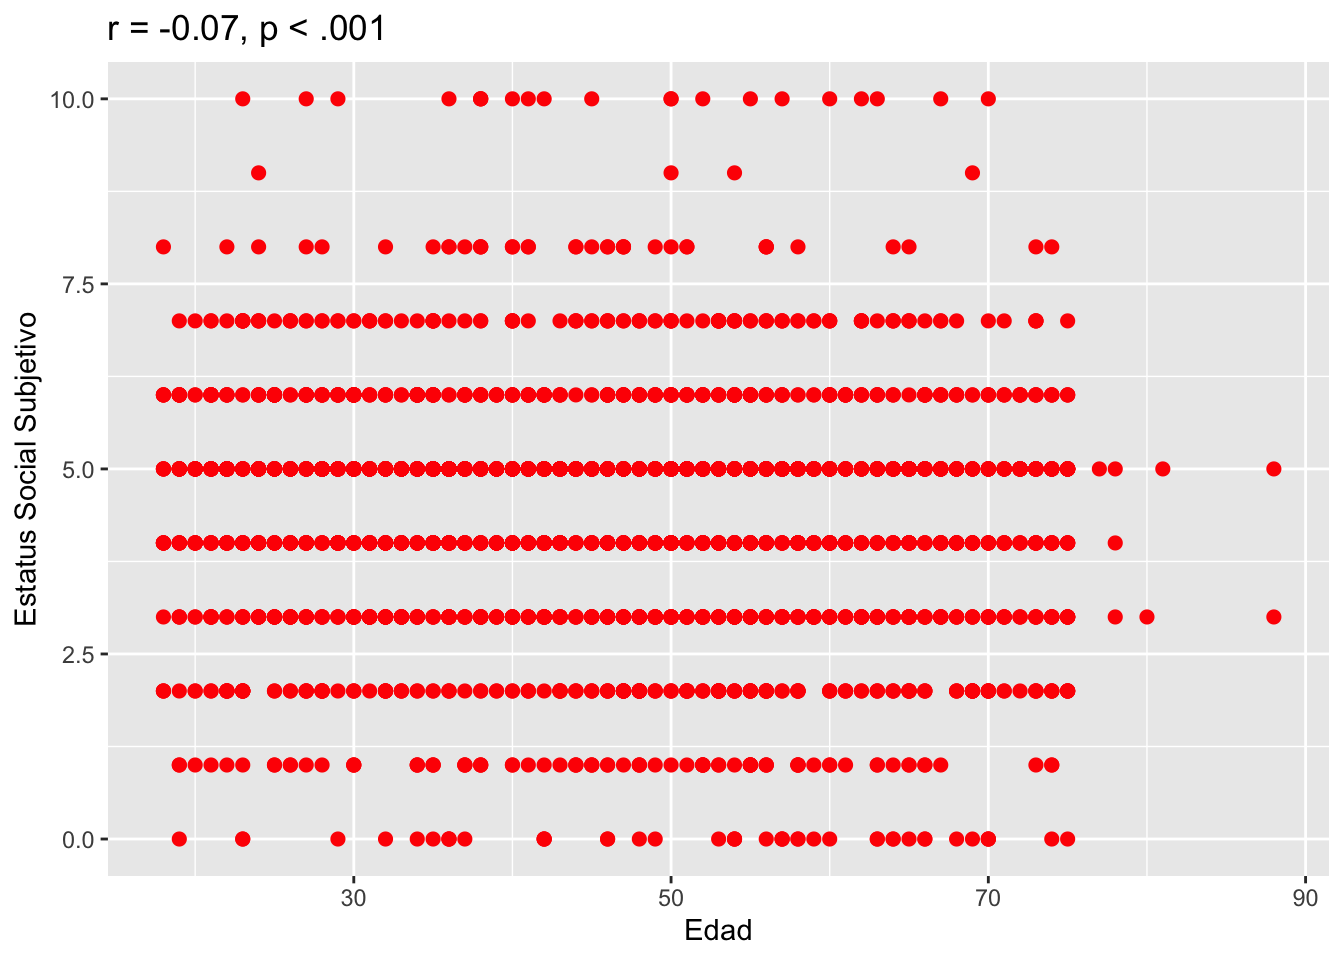 r = -0.07, p < .001
10.0
7.5
5.0
2.5
0.0
Estatus Social Subjetivo
30 50 70 90
Edad